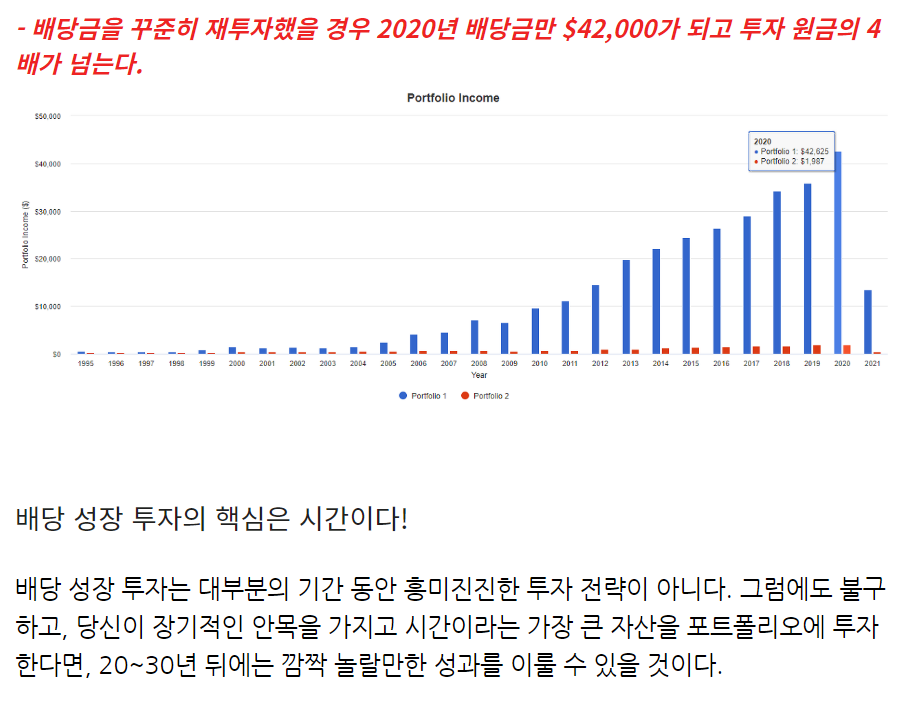 - 배당금을 꾸준히 재투자했을 경우 2020년 배당금만 $42,000가 되고 투자 원금의 4
배가 넘는다.
Portfolio Income
$50,000
2020
Portfolio 1: $42,625
Portfolio 2: $1,987
$40,000
$30,000
Portfolio Income ($)
$20,000
$10,000
$0
1995 1996 1997 1998 1999 2000 2001 2002 2003 2004 2005 2006 2007 2008 2009 2010 2011 2012 2013 2014 2015 2016 2017 2018 2019 2020 2021
Year
Portfolio 1 Portfolio 2
배당 성장 투자의 핵심은 시간이다!
배당 성장 투자는 대부분의 기간 동안 흥미진진한 투자 전략이 아니다. 그럼에도 불구
하고, 당신이 장기적인 안목을 가지고 시간이라는 가장 큰 자산을 포트폴리오에 투자
한다면, 20~30년 뒤에는 깜짝 놀랄만한 성과를 이룰 수 있을 것이다.